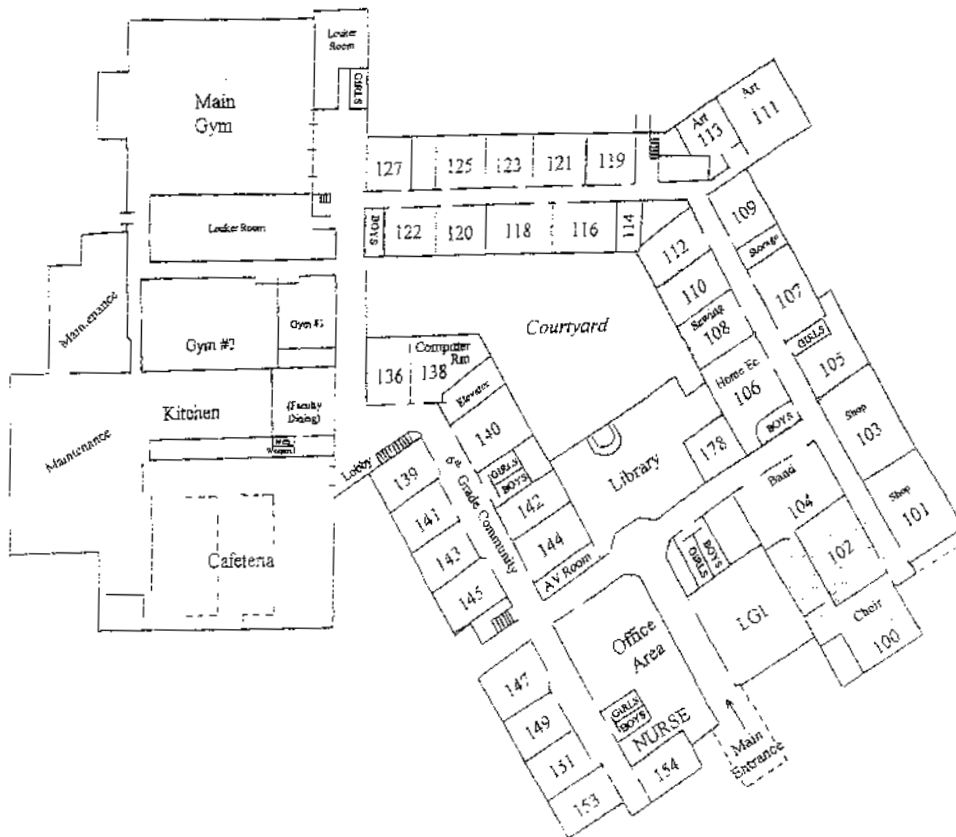 Locker
Room
GIRLS
Main
Gym
Art
111
Art
113
127
125
123
121
119
109
Locker Room
BOYS
122
120
118
116
114
112
Storage
110
107
Maintenance
Gym #2
Courtyard
Sewing
108
GIRLS
105
Computer
Rm
136
138
Home Ec.
106
Elevator
Kitchen
(Faculty
Dining)
BOYS
Shop
103
Maintenance
Women
Lobby
139
140
178
6th Grade Community
GIRLS
BOYS
Library
Band
104
Shop
101
141
142
143
144
BOYS
GIRLS
102
Cafeteria
A V Room
145
LGI
Choir
100
Office
Area
147
GIRLS
BOYS
149
NURSE
Main
Entrance
151
154
153